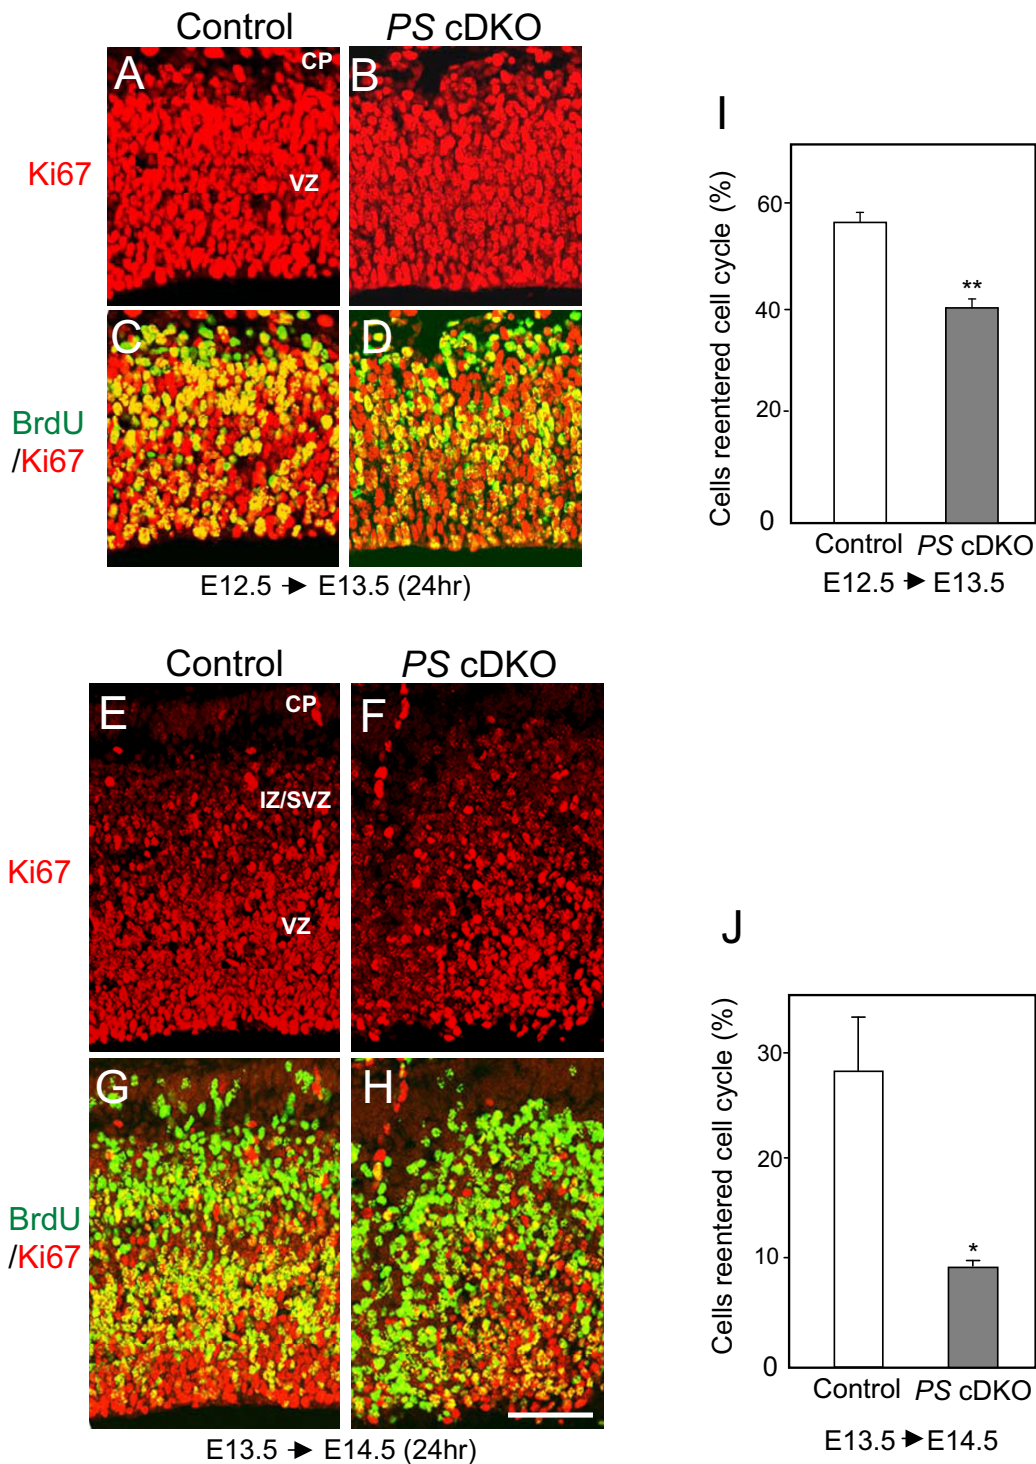 Control PS cDKO
A CP B
Ki67
VZ
C D
BrdU
/Ki67
E12.5 → E13.5 (24hr)
I
Cells reentered cell cycle (%)
60
40
20
0
**
Control PS cDKO
E12.5 → E13.5
Control PS cDKO
E CP F
IZ/SVZ
Ki67
VZ
G H
BrdU
/Ki67
E13.5 → E14.5 (24hr)
J
Cells reentered cell cycle (%)
30
20
10
0
*
Control PS cDKO
E13.5 → E14.5